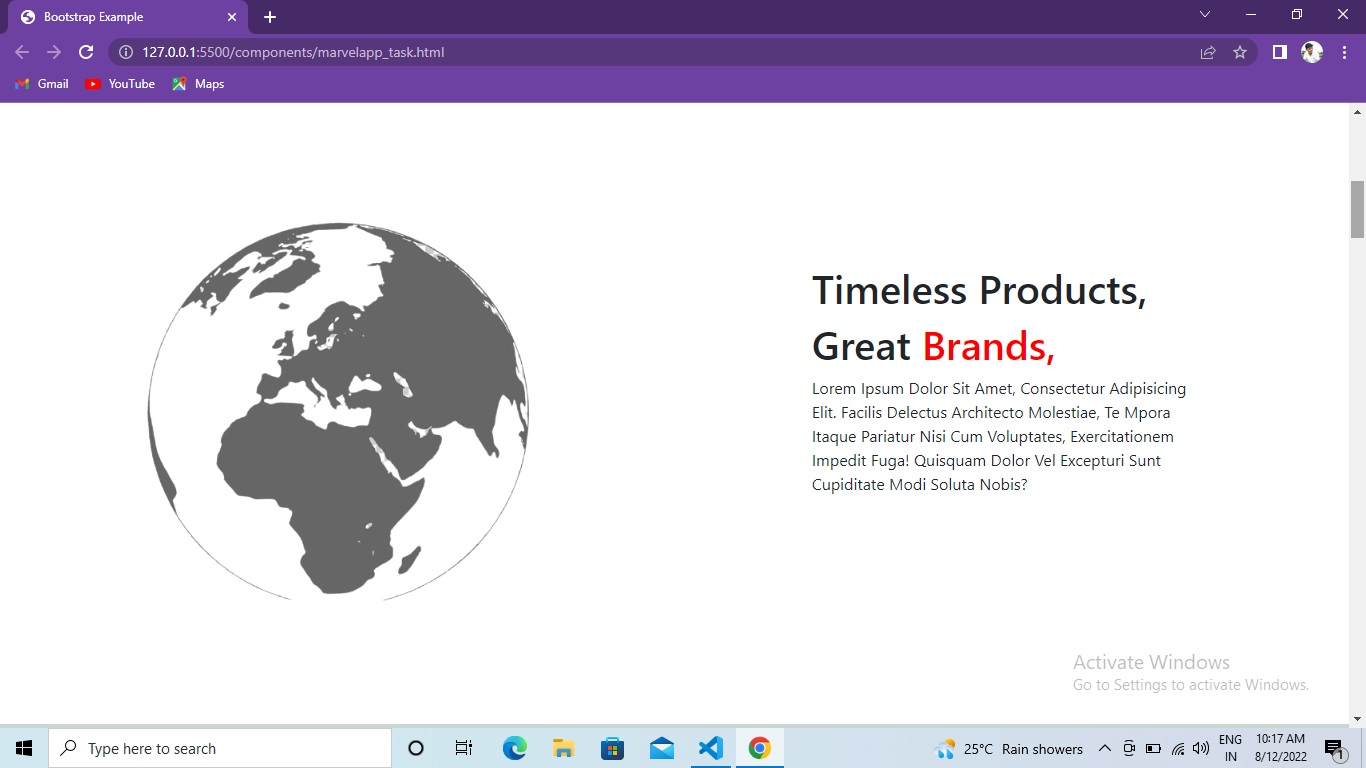 Bootstrap Example
127.0.0.1:5500/components/marvelapp_task.html
Gmail YouTube Maps
Timeless Products,
Great Brands,
Lorem Ipsum Dolor Sit Amet, Consectetur Adipisicing
Elit. Facilis Delectus Architecto Molestiae, Te Mpora
Itaque Pariatur Nisi Cum Voluptates, Exercitationem
Impedit Fuga! Quisquam Dolor Vel Excepturi Sunt
Cupiditate Modi Soluta Nobis?
Activate Windows
Go to Settings to activate Windows.
Type here to search
25°C Rain showers
ENG
IN
10:17 AM
8/12/2022
1